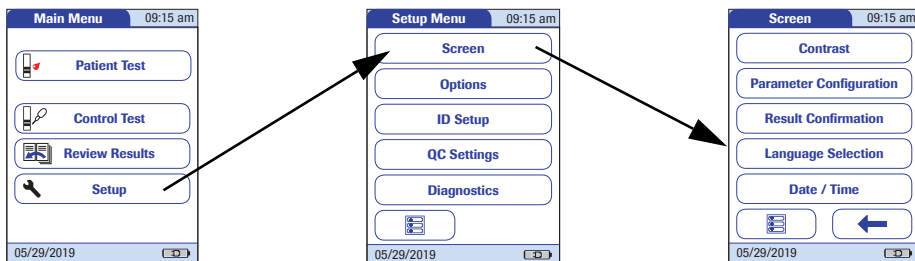 Main Menu 09:15 am
Patient Test
Control Test
Review Results
Setup
05/29/2019
Setup Menu 09:15 am
Screen
Options
ID Setup
QC Settings
Diagnostics
05/29/2019
Screen 09:15 am
Contrast
Parameter Configuration
Result Confirmation
Language Selection
Date / Time
05/29/2019